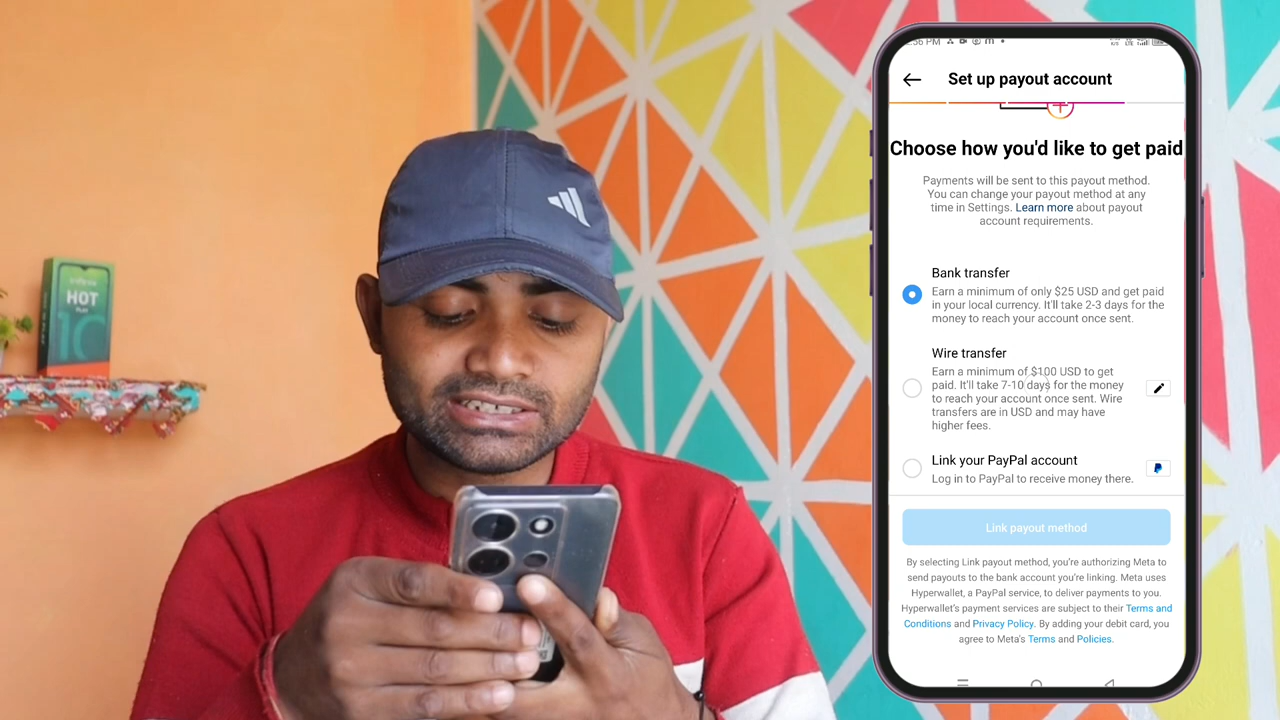 :56 PM
Set up payout account
Choose how you'd like to get paid
Payments will be sent to this payout method.
You can change your payout method at any
time in Settings. Learn more about payout
account requirements.
Bank transfer
Earn a minimum of only $25 USD and get paid
in your local currency. It'll take 2-3 days for the
money to reach your account once sent.
Wire transfer
Earn a minimum of $100 USD to get
paid. It'll take 7-10 days for the money
to reach your account once sent. Wire
transfers are in USD and may have
higher fees.
Link your PayPal account
Log in to PayPal to receive money there.
Link payout method
By selecting Link payout method, you're authorizing Meta to
send payouts to the bank account you're linking. Meta uses
Hyperwallet, a PayPal service, to deliver payments to you.
Hyperwallet's payment services are subject to their Terms and
Conditions and Privacy Policy. By adding your debit card, you
agree to Meta's Terms and Policies.
HOT
10